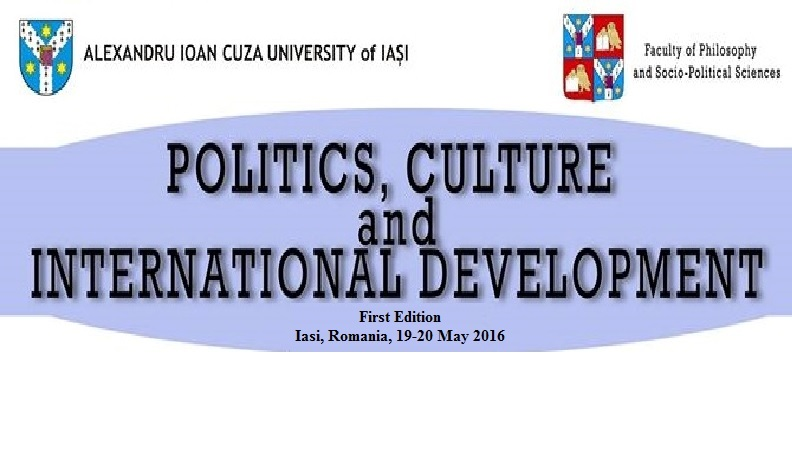 ALEXANDRU IOAN CUZA UNIVERSITY of IAȘI
Faculty of Philosophy
and Socio-Political Sciences
POLITICS, CULTURE
and
INTERNATIONAL DEVELOPMENT
First Edition
Iasi, Romania, 19-20 May 2016